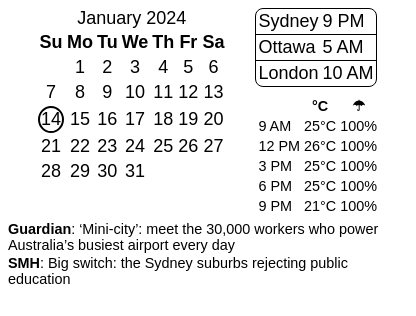 January 2024
Su Mo Tu We Th Fr Sa
1 2 3 4 5 6
7 8 9 10 11 12 13
14 15 16 17 18 19 20
21 22 23 24 25 26 27
28 29 30 31
Sydney 9 PM
Ottawa 5 AM
London 10 AM
°C ☂
9 AM 25°C 100%
12 PM 26°C 100%
3 PM 25°C 100%
6 PM 25°C 100%
9 PM 21°C 100%
Guardian: ‘Mini-city’: meet the 30,000 workers who power
Australia’s busiest airport every day
SMH: Big switch: the Sydney suburbs rejecting public
education